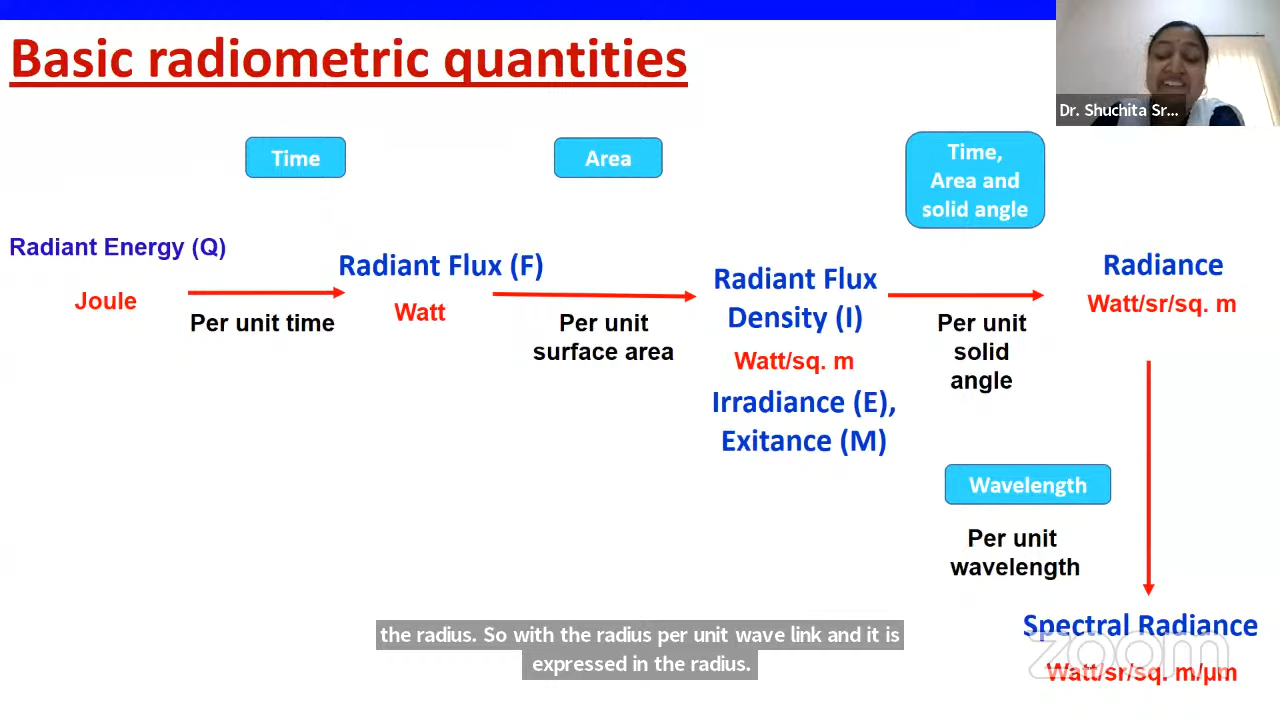 Basic radiometric quantities
Dr. Shuchita Sr...
Time
Area
Time,
Area and
solid angle
Radiant Energy (Q)
Joule
Per unit time
Radiant Flux (F)
Watt
Per unit
surface area
Radiant Flux
Density (I)
Watt/sq. m
Irradiance (E),
Exitance (M)
Per unit
solid
angle
Radiance
Watt/sr/sq. m
Wavelength
Per unit
wavelength
Spectral Radiance
Watt/sr/sq. m/µm
zoom
the radius. So with the radius per unit wave link and it is
expressed in the radius.